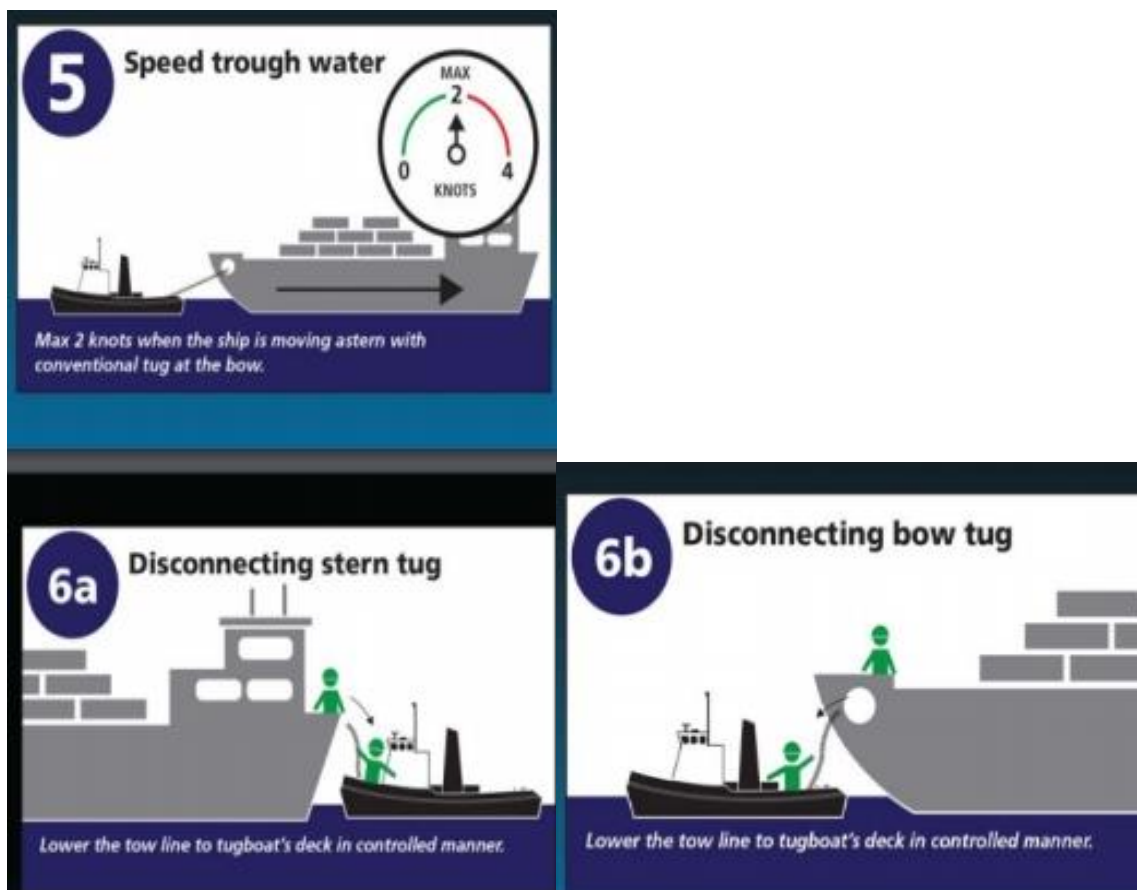 5
Speed trough water
MAX
2
0
4
KNOTS
Max 2 knots when the ship is moving astern with
conventional tug at the bow.
6a
Disconnecting stern tug
Lower the tow line to tugboat's deck in controlled manner.
6b
Disconnecting bow tug
Lower the tow line to tugboat's deck in controlled manner.